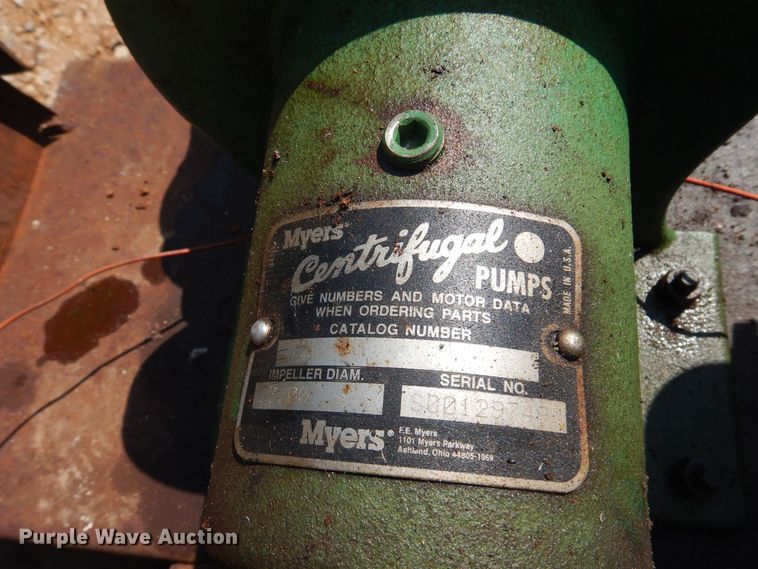 Myers®
Centrifugal
PUMPS
MADE IN U.S.A.
GIVE NUMBERS AND MOTOR DATA
WHEN ORDERING PARTS
CATALOG NUMBER
IMPELLER DIAM.
SERIAL NO.
Myers®
F.E. Myers
1101 Myers Parkway
Ashland, Ohio 44805-1969
Purple Wave Auction